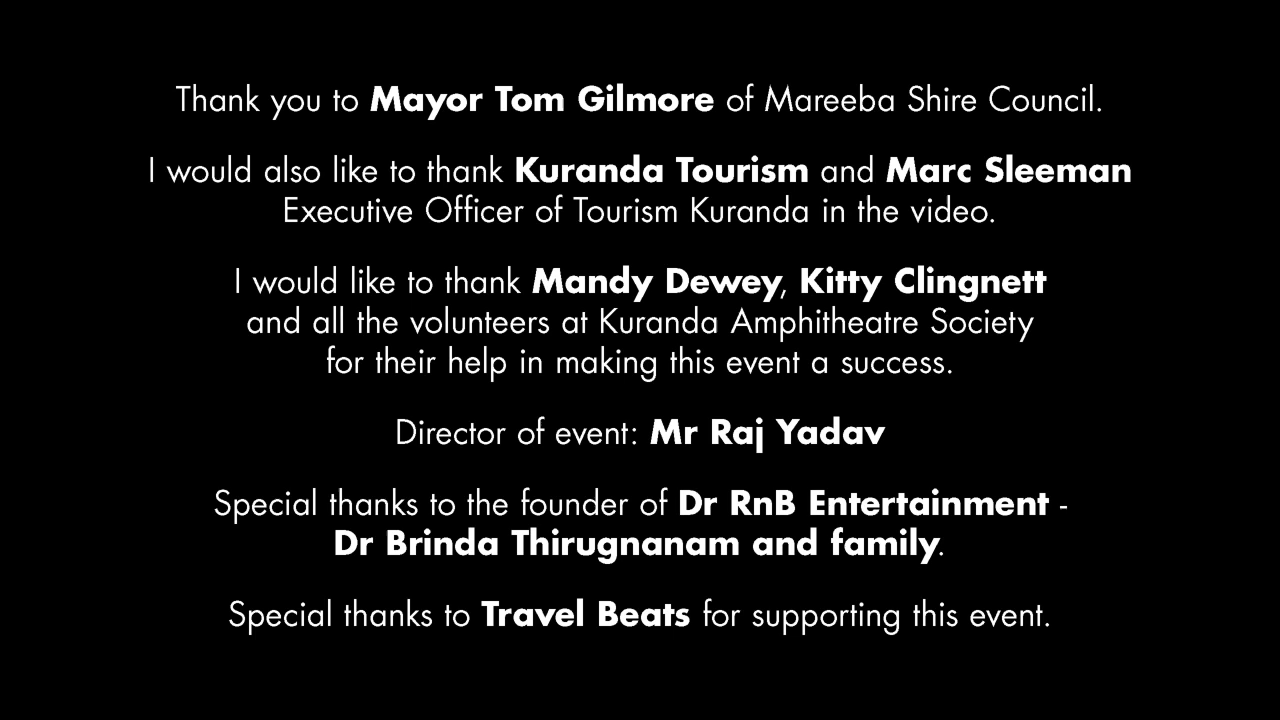 Thank you to Mayor Tom Gilmore of Mareeba Shire Council.
I would also like to thank Kuranda Tourism and Marc Sleeman
Executive Officer of Tourism Kuranda in the video.
I would like to thank Mandy Dewey, Kitty Clingnett
and all the volunteers at Kuranda Amphitheatre Society
for their help in making this event a success.
Director of event: Mr Raj Yadav
Special thanks to the founder of Dr RnB Entertainment -
Dr Brinda Thirugnanam and family.
Special thanks to Travel Beats for supporting this event.